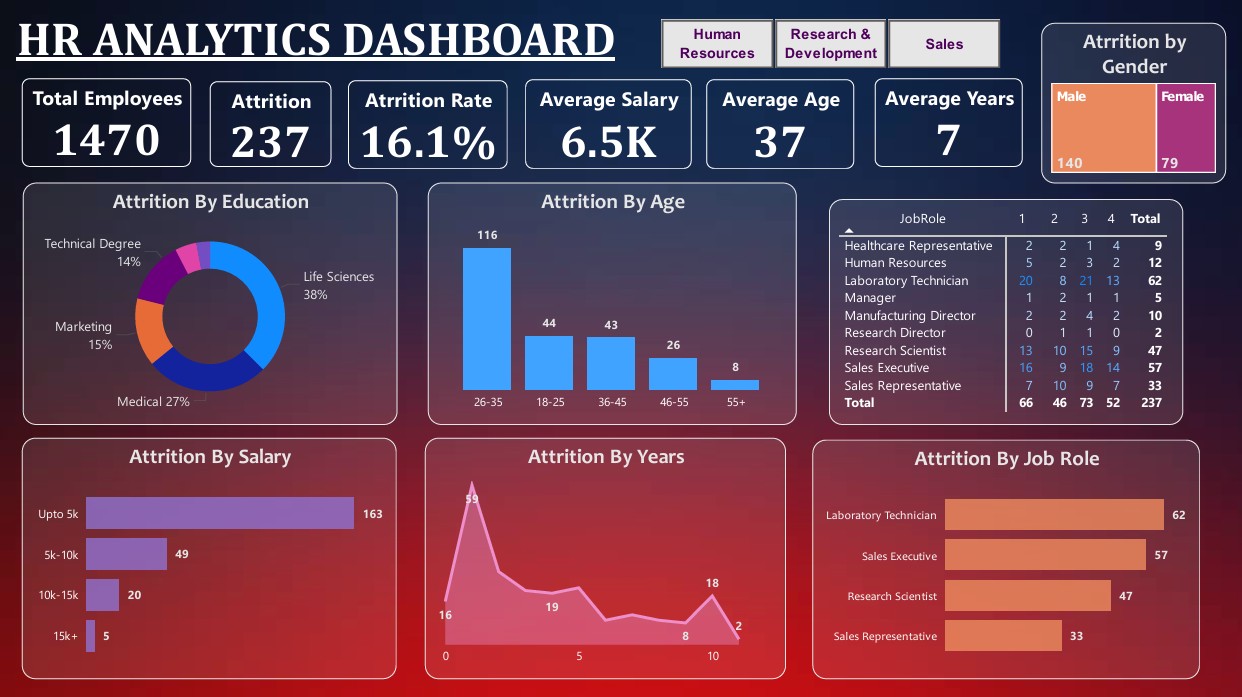 HR ANALYTICS DASHBOARD
Human
Resources
Research &
Development
Sales
Atrrition by
Gender
Male
Female
140
79
Total Employees
1470
Attrition
237
Atrrition Rate
16.1%
Average Salary
6.5K
Average Age
37
Average Years
7
Attrition By Education
Technical Degree
14%
Life Sciences
38%
Marketing
15%
Medical 27%
Attrition By Age
116
44
43
26
8
26-35 18-25 36-45 46-55 55+
JobRole 1 2 3 4 Total
Healthcare Representative 2 2 1 4 9
Human Resources 5 2 3 2 12
Laboratory Technician 20 8 21 13 62
Manager 1 2 1 1 5
Manufacturing Director 2 2 4 2 10
Research Director 0 1 1 0 2
Research Scientist 13 10 15 9 47
Sales Executive 16 9 18 14 57
Sales Representative 7 10 9 7 33
Total 66 46 73 52 237
Attrition By Salary
Upto 5k 163
5k-10k 49
10k-15k 20
15k+ 5
Attrition By Years
59
16
19
18
8
2
0 5 10
Attrition By Job Role
Laboratory Technician 62
Sales Executive 57
Research Scientist 47
Sales Representative 33